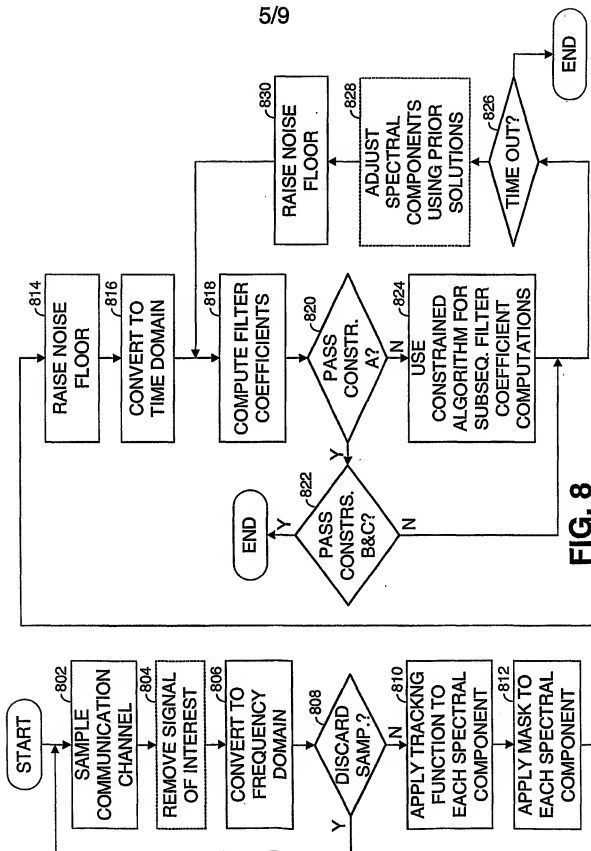 5/9
START
802
SAMPLE
COMMUNICATION
CHANNEL
804
REMOVE SIGNAL
OF INTEREST
806
CONVERT TO
FREQUENCY
DOMAIN
808
DISCARD
SAMP.?
Y
N
810
APPLY TRACKNG
FUNCTION TO
EACH SPECTRAL
COMPONENT
812
APPLY MASK TO
EACH SPECTRAL
COMPONENT
814
RAISE NOISE
FLOOR
816
CONVERT TO
TIME DOMAIN
818
COMPUTE FILTER
COEFFICIENTS
820
PASS
CONSTR.
A?
Y
N
822
PASS
CONSTRS.
B&C?
Y
N
END
824
USE
CONSTRAINED
ALGORITHM FOR
SUBSEQ. FILTER
COEFFICIENT
COMPUTATIONS
826
TIME OUT?
END
828
ADJUST
SPECTRAL
COMPONENTS
USING PRIOR
SOLUTIONS
830
RAISE NOISE
FLOOR
FIG. 8